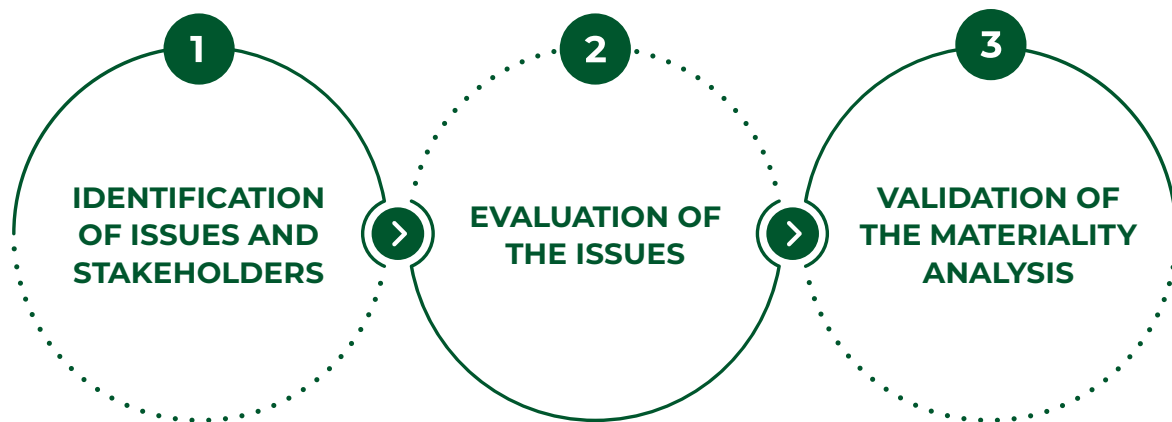 1
IDENTIFICATION
OF ISSUES AND
STAKEHOLDERS
2
EVALUATION OF
THE ISSUES
3
VALIDATION OF
THE MATERIALITY
ANALYSIS